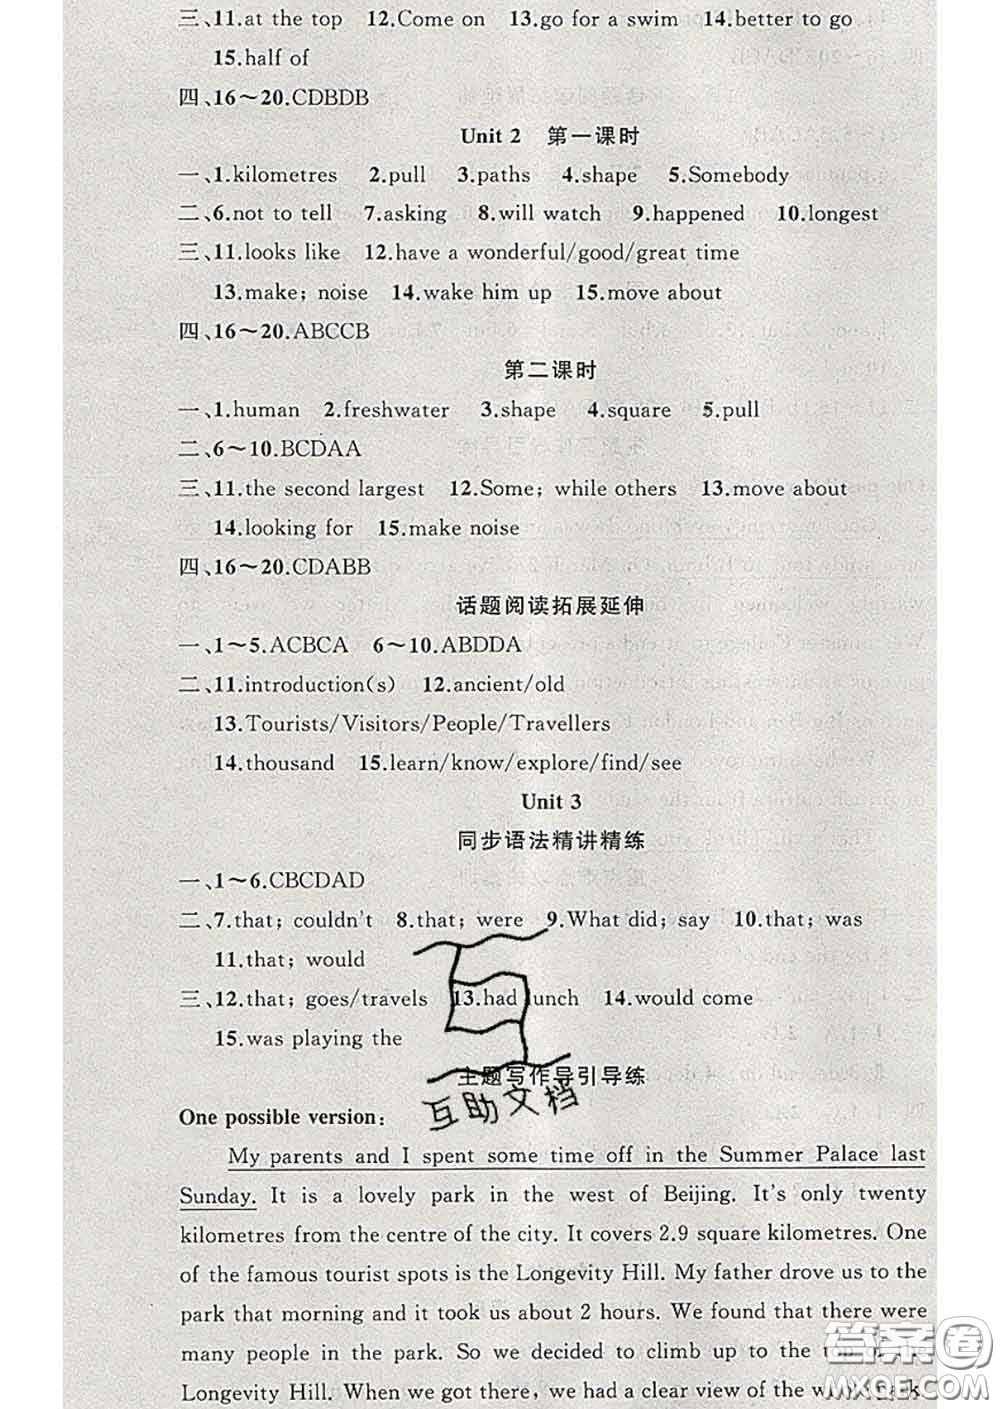 三、11.at the top  12.Come on  13.go for a swim  14.better to go
15.half of
四、16～20.CDBDB
Unit 2  第一课时
一、1.kilometres  2.pull  3.paths  4.shape  5.Somebody
二、6.not to tell  7.asking  8.will watch  9.happened  10.longest
三、11.looks like  12.have a wonderful/good/great time
13.make; noise  14.wake him up  15.move about
四、16～20.ABCCB
第二课时
一、1.human  2.freshwater  3.shape  4.square  5.pull
二、6～10.BCDAA
三、11.the second largest  12.Some; while others  13.move about
14.looking for  15.make noise
四、16～20.CDABB
话题阅读拓展延伸
一、1～5.ACBCA  6～10.ABDDA
二、11.introduction(s)  12.ancient/old
13.Tourists/Visitors/People/Travellers
14.thousand  15.learn/know/explore/find/see
Unit 3
同步语法精讲精练
一、1～6.CBCDAD
二、7.that; couldn't  8.that; were  9.What did; say  10.that; was
11.that; would
三、12.that; goes/travels  13.had lunch  14.would come
15.was playing the
主题写作导引导练
互助文档
One possible version:
My parents and I spent some time off in the Summer Palace last
Sunday. It is a lovely park in the west of Beijing. It's only twenty
kilometres from the centre of the city. It covers 2.9 square kilometres. One
of the famous tourist spots is the Longevity Hill. My father drove us to the
park that morning and it took us about 2 hours. We found that there were
many people in the park. So we decided to climb up to the top of the
Longevity Hill. When we got there, we had a clear view of the whole park.
答案圈